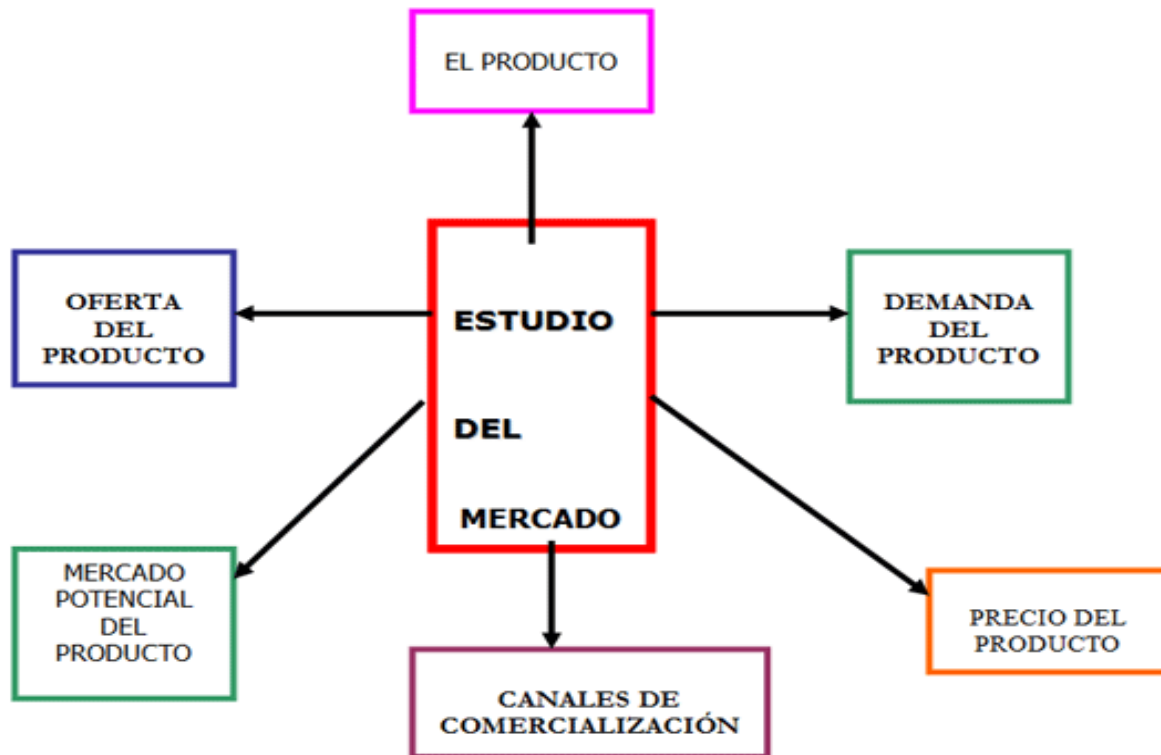 EL PRODUCTO
OFERTA
DEL
PRODUCTO
ESTUDIO
DEL
MERCADO
DEMANDA
DEL
PRODUCTO
MERCADO
POTENCIAL
DEL
PRODUCTO
CANALES DE
COMERCIALIZACIÓN
PRECIO DEL
PRODUCTO